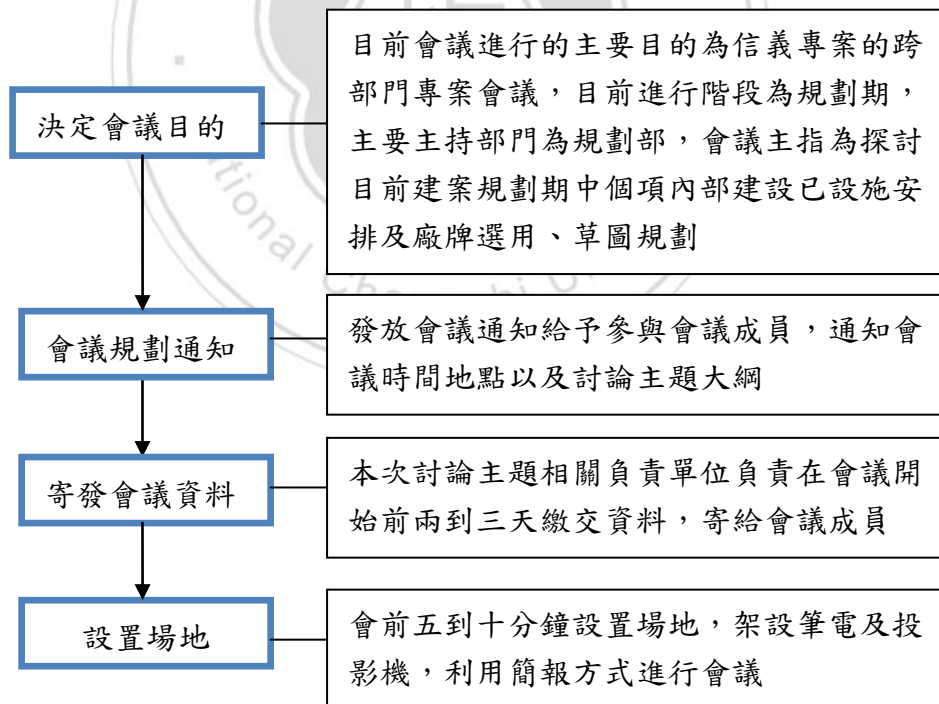 決定會議目的
目前會議進行的主要目的為信義專案的跨
部門專案會議，目前進行階段為規劃期，
主要主持部門為規劃部，會議主指為探討
目前建案規劃期中個項內部建設已設施安
排及廠牌選用、草圖規劃
會議規劃通知
發放會議通知給予參與會議成員，通知會
議時間地點以及討論主題大綱
寄發會議資料
本次討論主題相關負責單位負責在會議開
始前兩到三天繳交資料，寄給會議成員
設置場地
會前五到十分鐘設置場地，架設筆電及投
影機，利用簡報方式進行會議